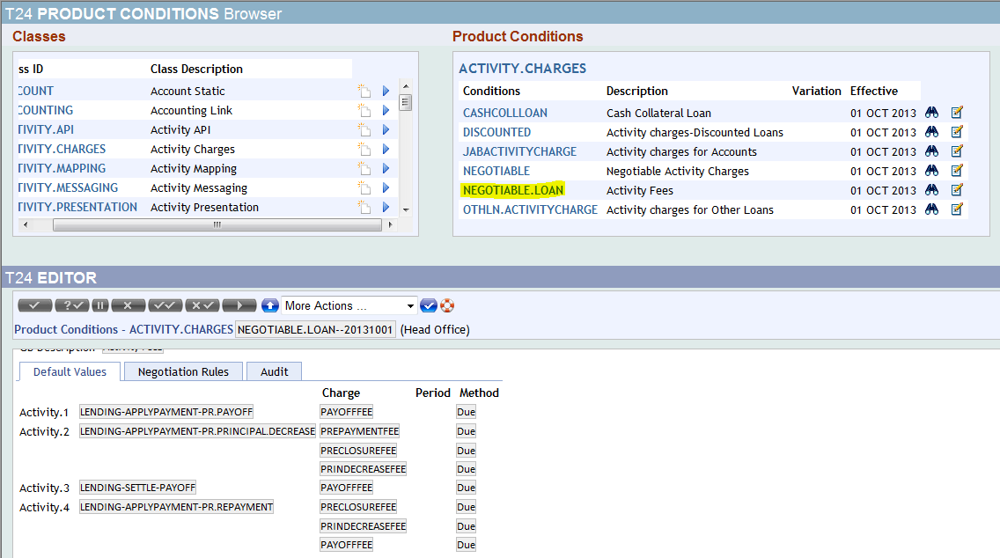 T24 PRODUCT CONDITIONS Browser
Classes
ss ID Class Description
COUNT Account Static
COUNTING Accounting Link
TIVITY.API Activity API
TIVITY.CHARGES Activity Charges
TIVITY.MAPPING Activity Mapping
TIVITY.MESSAGING Activity Messaging
TIVITY.PRESENTATION Activity Presentation
Product Conditions
ACTIVITY.CHARGES
Conditions Description Variation Effective
CASHCOLLLOAN Cash Collateral Loan 01 OCT 2013
DISCOUNTED Activity charges-Discounted Loans 01 OCT 2013
JABACTIVITYCHARGE Activity charges for Accounts 01 OCT 2013
NEGOTIABLE Negotiable Activity Charges 01 OCT 2013
NEGOTIABLE.LOAN Activity Fees 01 OCT 2013
OTHLN.ACTIVITYCHARGE Activity charges for Other Loans 01 OCT 2013
T24 EDITOR
More Actions ...
Product Conditions - ACTIVITY.CHARGES NEGOTIABLE.LOAN--20131001 (Head Office)
GB Description Activity Fees
Default Values Negotiation Rules Audit
Charge Period Method
Activity.1 LENDING-APPLYPAYMENT-PR.PAYOFF PAYOFFFEE Due
Activity.2 LENDING-APPLYPAYMENT-PR.PRINCIPAL.DECREASE PREPAYMENTFEE Due
PRECLOSUREFEE Due
PRINDECREASEFEE Due
Activity.3 LENDING-SETTLE-PAYOFF PAYOFFFEE Due
Activity.4 LENDING-APPLYPAYMENT-PR.REPAYMENT PRECLOSUREFEE Due
PRINDECREASEFEE Due
PAYOFFFEE Due